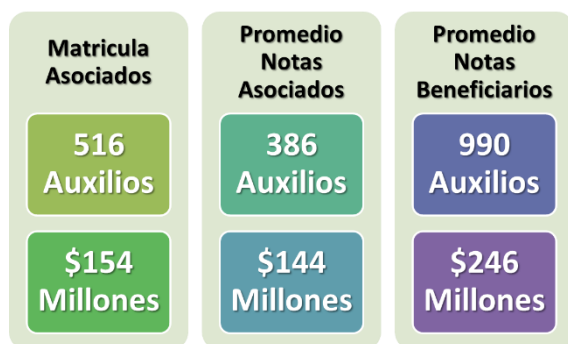 Matricula
Asociados
516
Auxilios
$154
Millones
Promedio
Notas
Asociados
386
Auxilios
$144
Millones
Promedio
Notas
Beneficiarios
990
Auxilios
$246
Millones